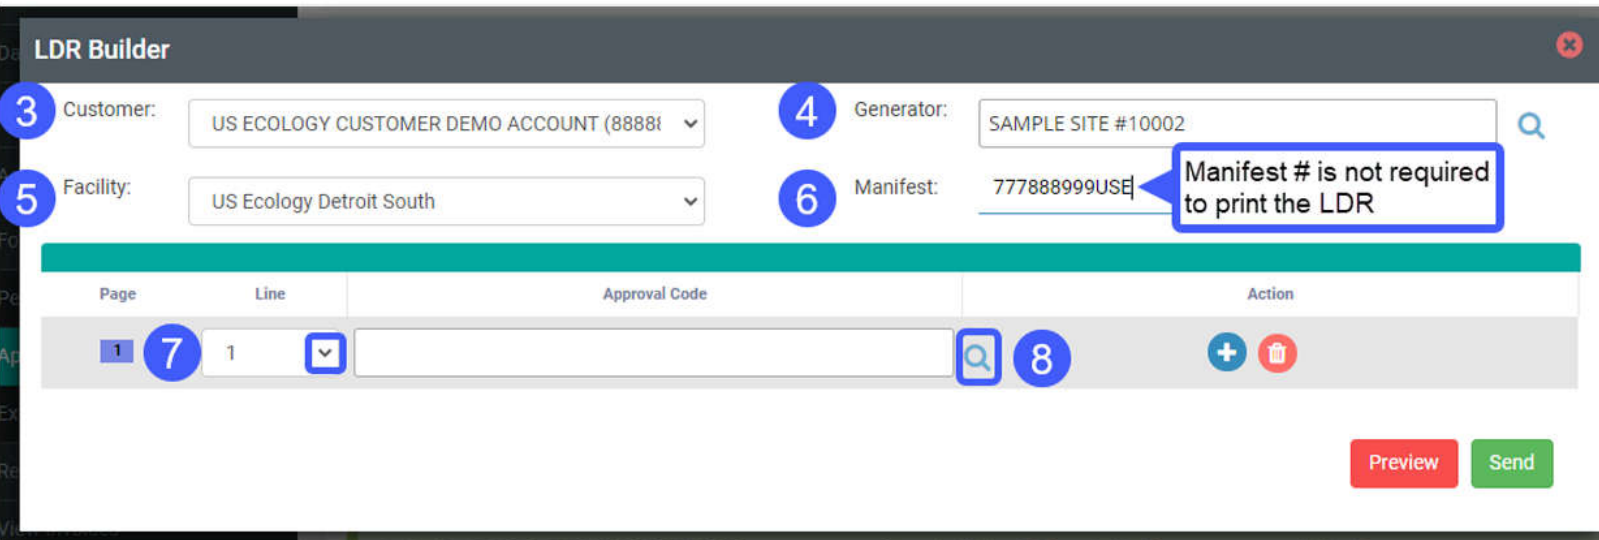 LDR Builder
3 Customer: US ECOLOGY CUSTOMER DEMO ACCOUNT (8888
4 Generator: SAMPLE SITE #10002
5 Facility: US Ecology Detroit South
6 Manifest: 777888999USE
Manifest # is not required
to print the LDR
Page Line Approval Code Action
1 7 1 8
Preview Send